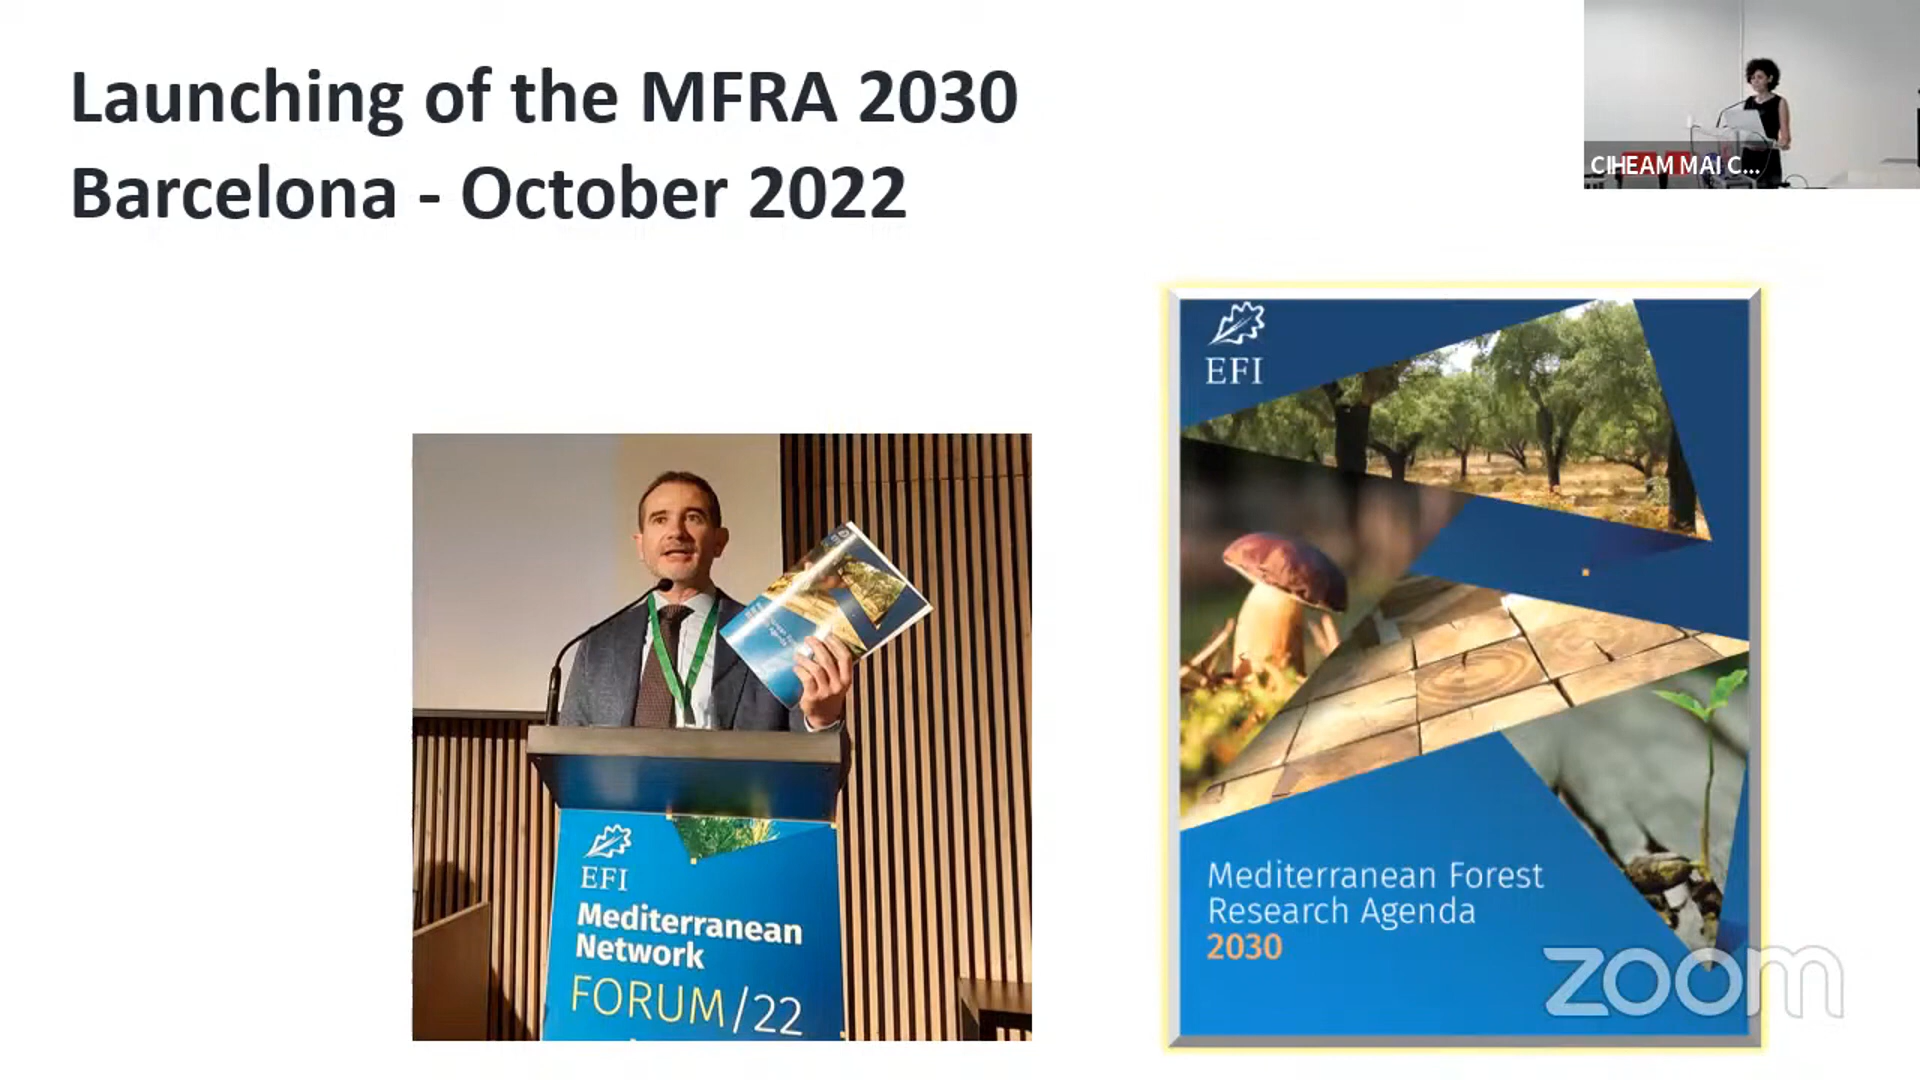 Launching of the MFRA 2030
Barcelona - October 2022
CIHEAM MAI C...
EFI
EFI
Mediterranean
Network
FORUM/22
Mediterranean Forest
Research Agenda
2030
zoom